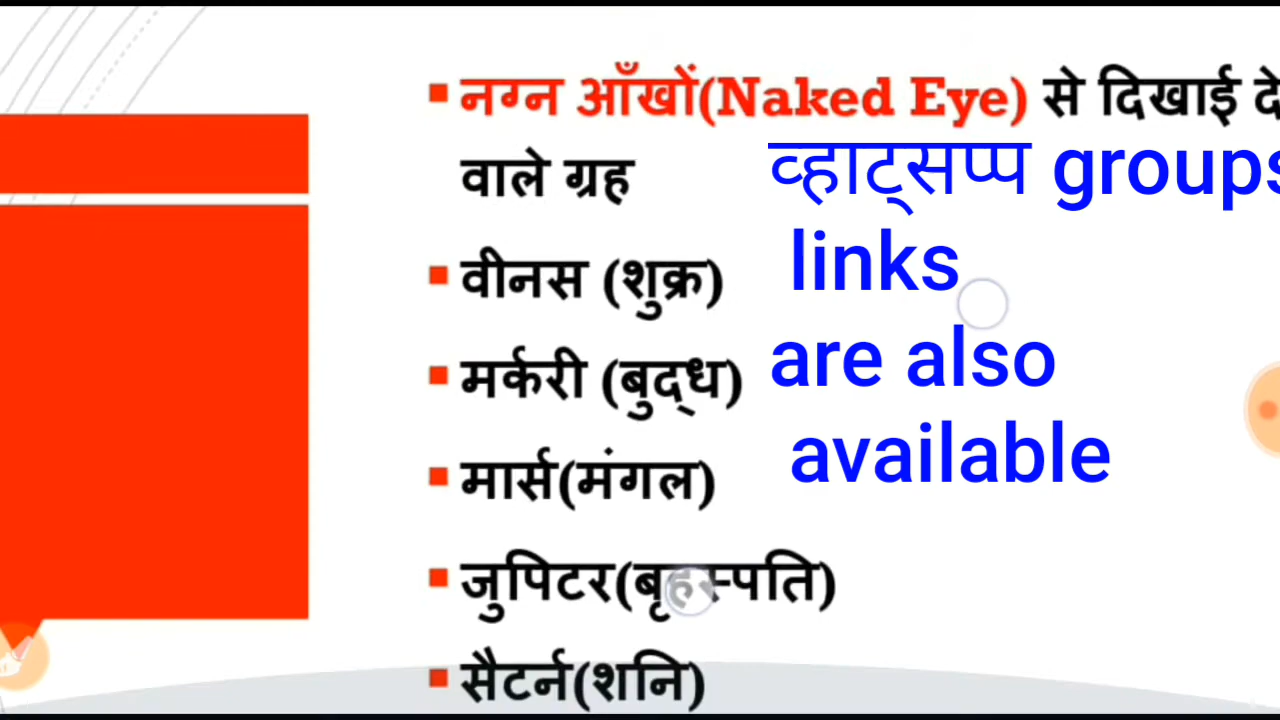 नग्न आँखों(Naked Eye) से दिखाई दे
वाले ग्रह
व्हाट्सप्प groups
links
are also
available
वीनस (शुक्र)
मर्करी (बुद्ध)
मार्स(मंगल)
जुपिटर(बृहस्पति)
सैटर्न(शनि)